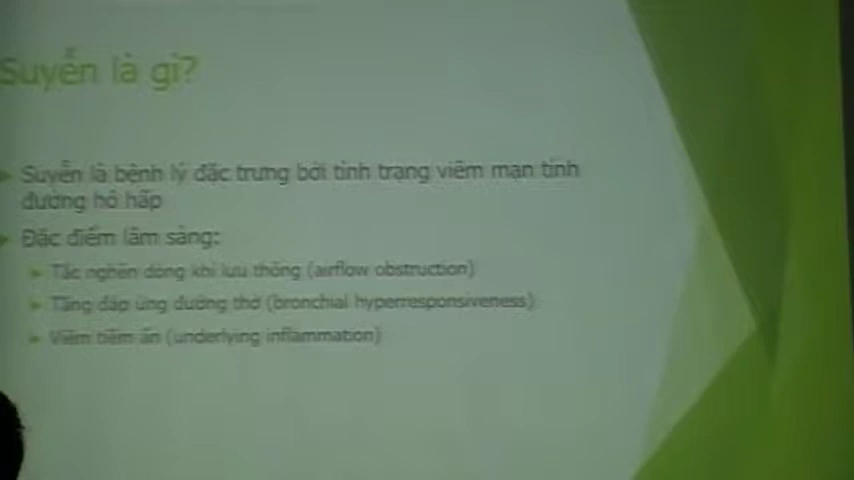 Suyễn là gì?
Suyễn là bệnh lý đặc trưng bởi tình trạng viêm mạn tính
đường hô hấp
Đặc điểm lâm sàng:
Tắc nghẽn dòng khí lưu thông (airflow obstruction)
Tăng đáp ứng đường thở (bronchial hyperresponsiveness)
Viêm tiềm ẩn (underlying inflammation)